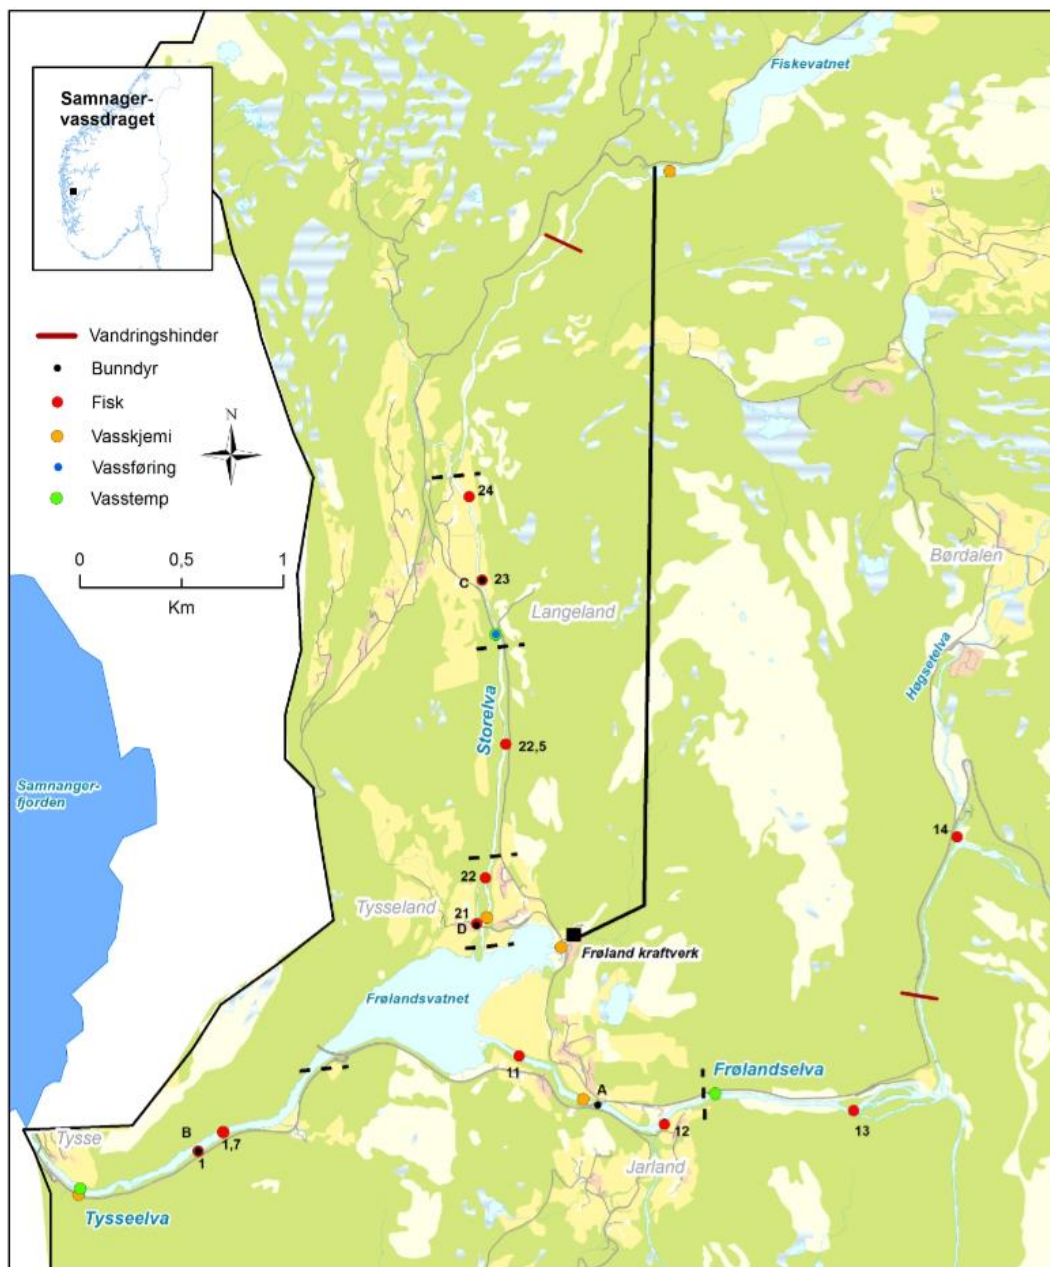 Fiskevatnet
Samnager-
vassdraget
Vandringshinder
Bunndyr
Fisk
Vasskjemi
Vassføring
Vasstemp
N
0
0,5
1
Km
24
C
23
Langeland
Børdalen
Høgsetelva
Storelva
22,5
Samnanger-
fjorden
14
22
Tysseland
21
D
Frøland kraftverk
Frølandsvatnet
11
A
Frølandselva
12
13
B
1,7
1
Tysse
Jarland
Tysseelva